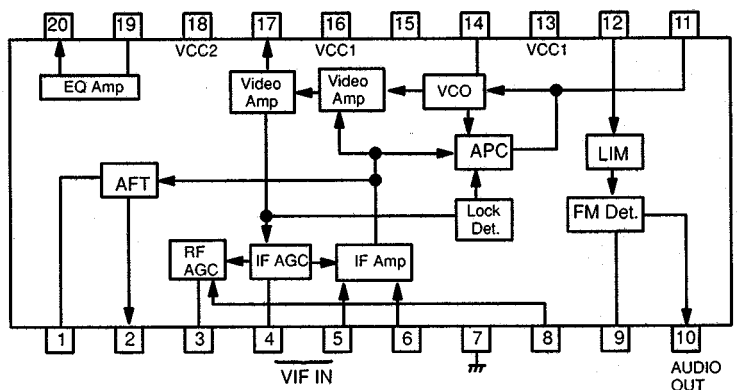 20 19 18 17 16 15 14 13 12 11
VCC2 VCC1 VCC1
EQ Amp
Video
Amp
Video
Amp
VCO
APC
LIM
AFT
Lock
Det.
FM Det.
RF
AGC
IF AGC
IF Amp
1 2 3 4 5 6 7 8 9 10
VIF IN
AUDIO
OUT